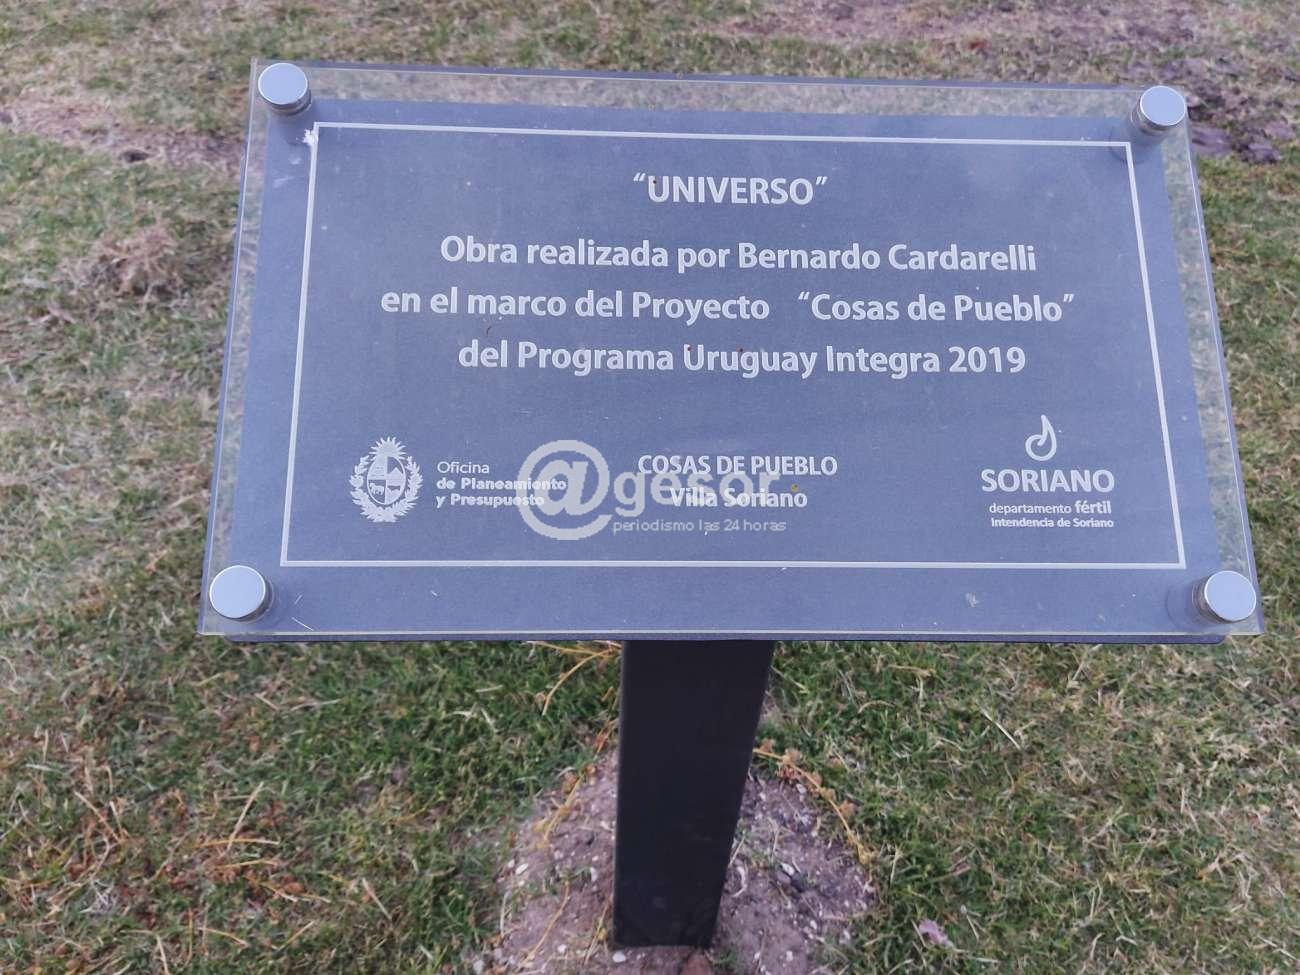 “UNIVERSO”
Obra realizada por Bernardo Cardarelli
en el marco del Proyecto “Cosas de Pueblo”
del Programa Uruguay Integra 2019
Oficina
de Planeamiento
y Presupuesto
@gesor
periodismo las 24 horas
COSAS DE PUEBLO
Villa Soriano
SORIANO
departamento fértil
Intendencia de Soriano